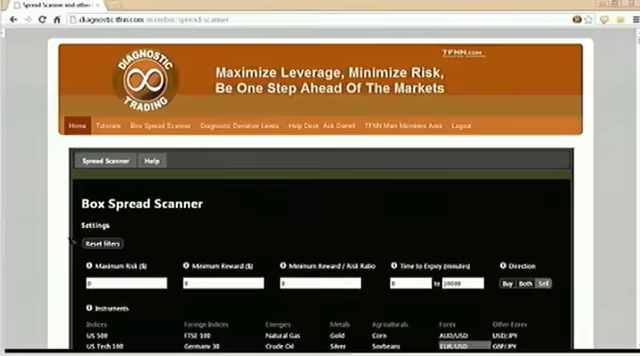 Spread Scanner and other
diagnostic.tfnn.com
TFNN.com
DIAGNOSTIC
TRADING
Maximize Leverage, Minimize Risk,
Be One Step Ahead Of The Markets
Home Tutorials Box Spread Scanner Diagnostic Deviation Levels Help Desk Ask Darrell TFNN Main Members Area Logout
Spread Scanner Help
Box Spread Scanner
Settings
Reset filters
Maximum Risk ($) Minimum Reward ($) Minimum Reward / Risk Ratio Time to Expiry (minutes) Direction
0 0 0 0 to 10000 Buy Both Sell
Instruments
Indices Foreign Indices Energies Metals Agriculturals Forex Other Forex
US 500 FTSE 100 Natural Gas Gold Corn AUD/USD USD/JPY
US Tech 100 Germany 30 Crude Oil Silver Soybeans EUR/USD GBP/JPY